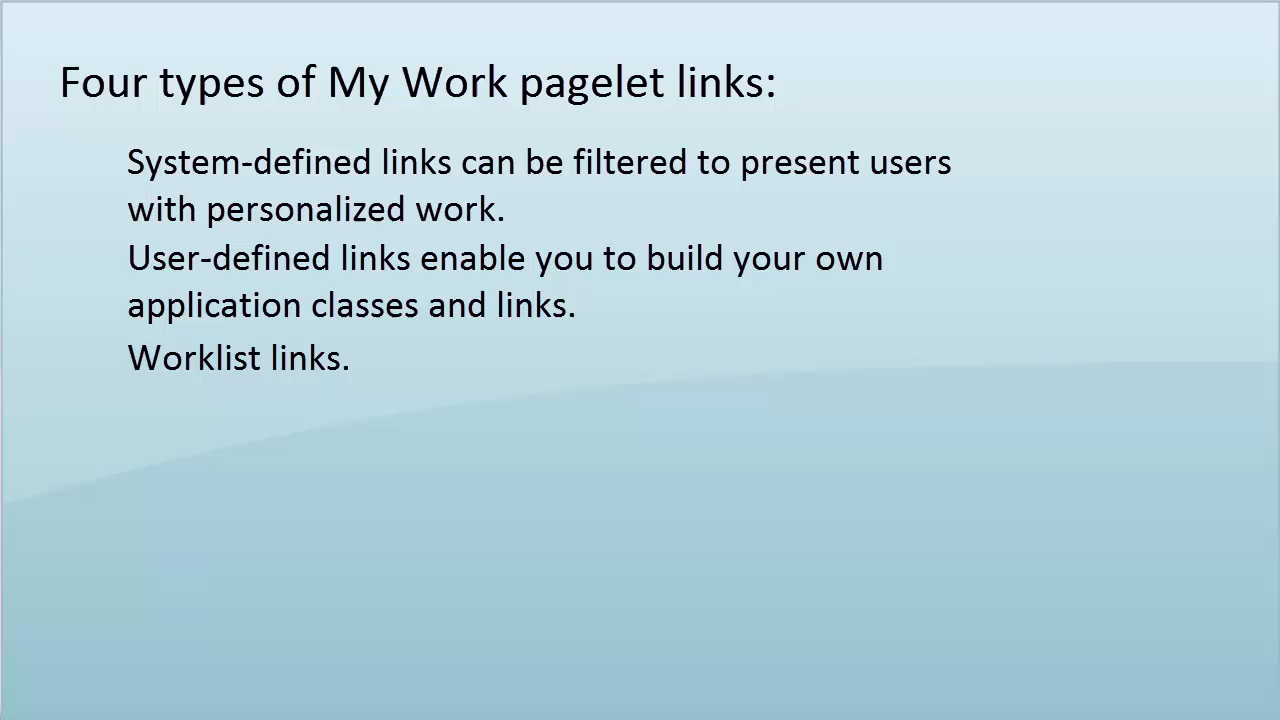 Four types of My Work pagelet links:
System-defined links can be filtered to present users
with personalized work.
User-defined links enable you to build your own
application classes and links.
Worklist links.